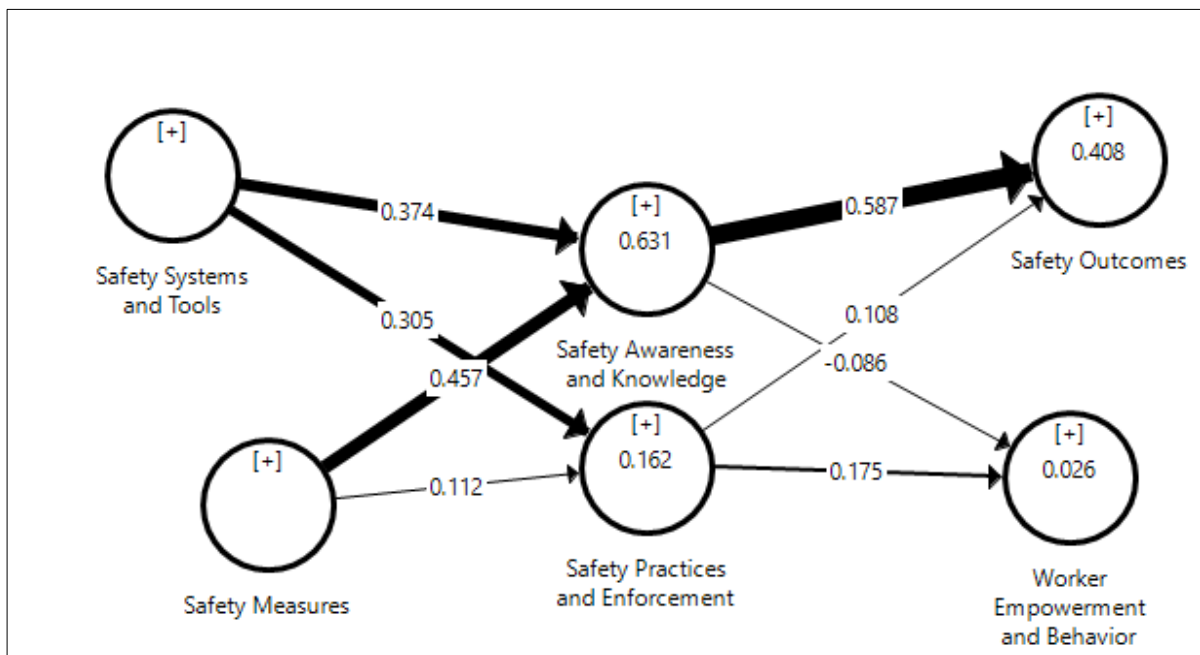 [+]
Safety Systems
and Tools
[+]
Safety Measures
0.374
0.305
0.457
0.112
[+]
0.631
Safety Awareness
and Knowledge
[+]
0.162
Safety Practices
and Enforcement
0.587
0.108
-0.086
0.175
[+]
0.408
Safety Outcomes
[+]
0.026
Worker
Empowerment
and Behavior